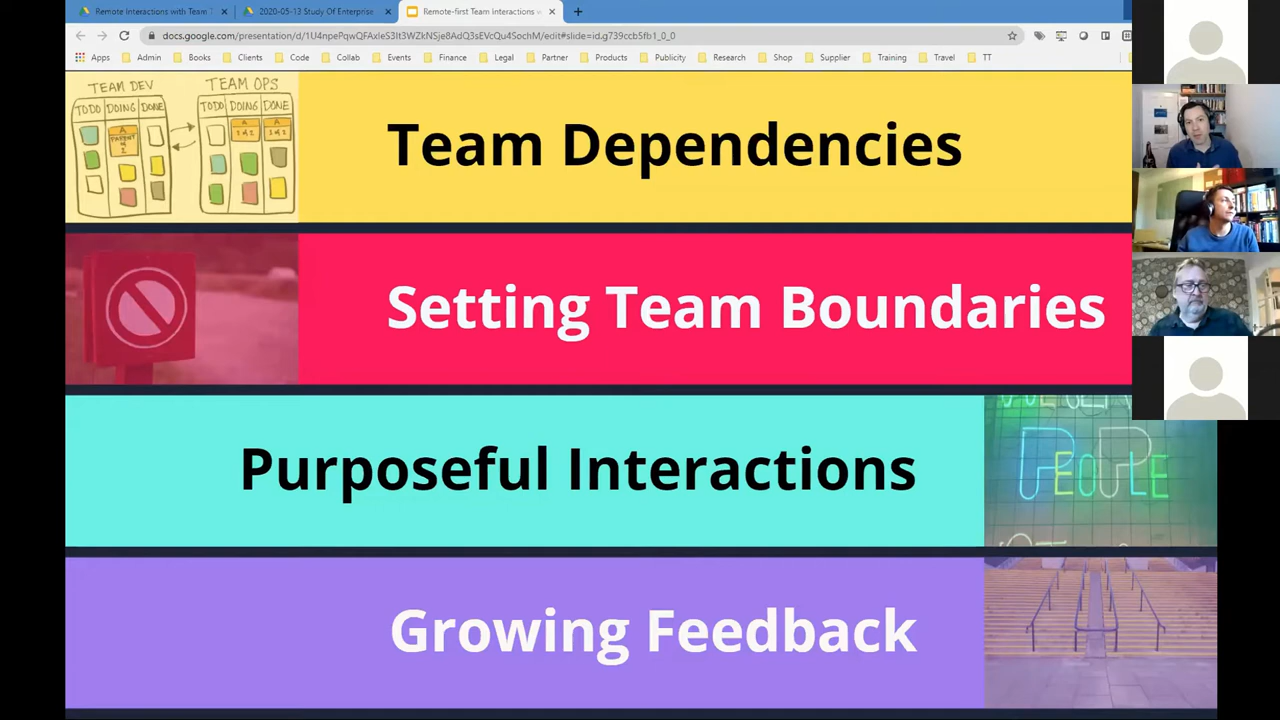 Remote Interactions with Team T
2020-05-13 Study Of Enterprise
Remote-first Team Interactions w
docs.google.com/presentation/d/1U4npePqwQFAxIeS3It3WZkNSje8AdQ3sEVcQu4SochM/edit#slide=id.g739ccb5fb1_0_0
Apps Admin Books Clients Code Collab Events Finance Legal Partner Products Publicity Research Shop Supplier Training Travel TT
TEAM DEV TEAM OPS
TODO DOING DONE TODO DOING DONE
Team Dependencies
Setting Team Boundaries
Purposeful Interactions
PEOPLE
Growing Feedback